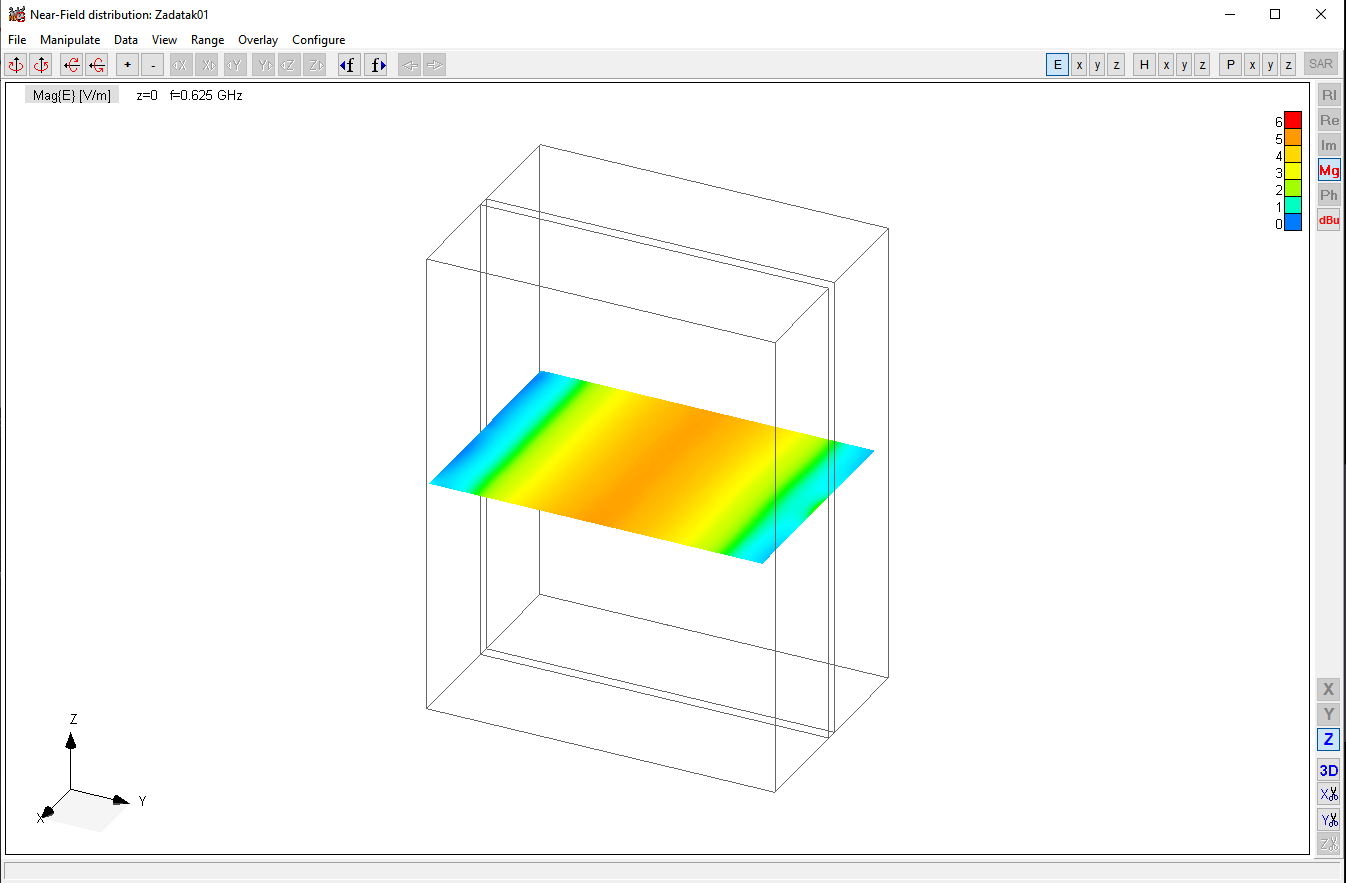 Near-Field distribution: Zadatak01
File Manipulate Data View Range Overlay Configure
+ - X X Y Y Z Z f f E x y z H x y z P x y z SAR
Mag{E} [V/m] z=0 f=0.625 GHz
RI
Re
Im
Mg
Ph
dBu
6
5
4
3
2
1
0
X
Y
Z
3D
X
Y
Z
Z
Y
X